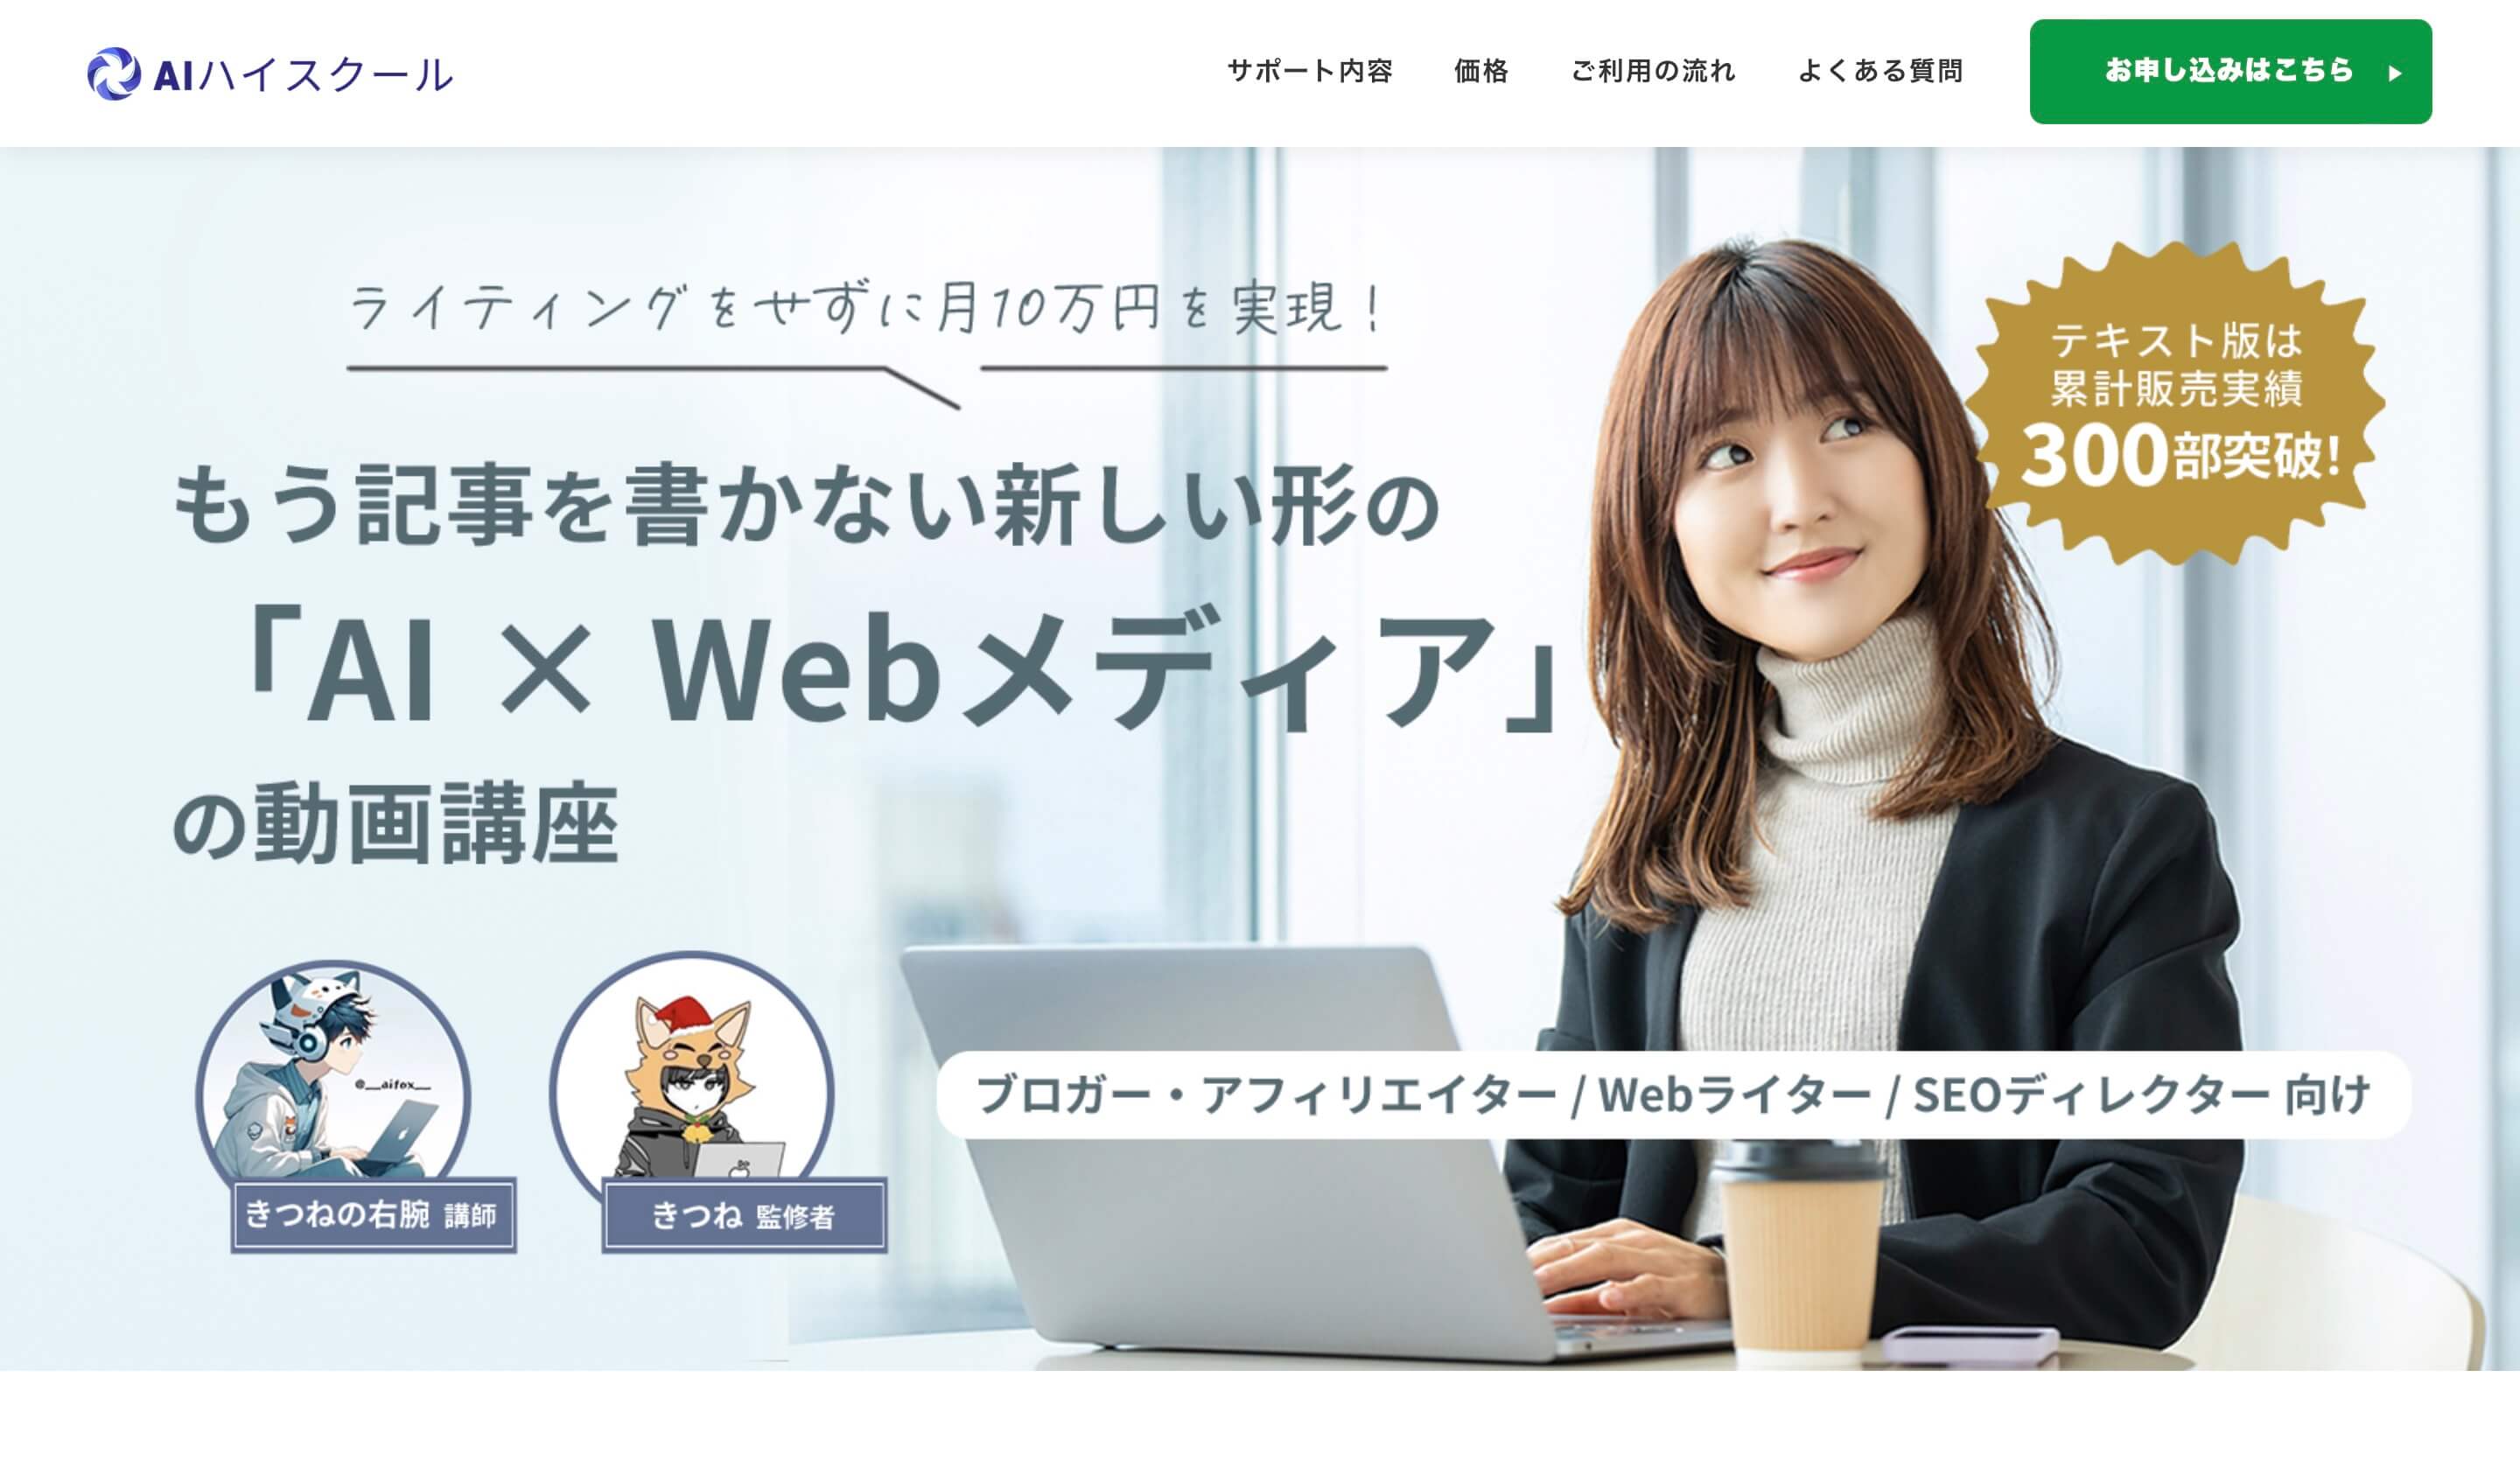 AIハイスクール
サポート内容
価格
ご利用の流れ
よくある質問
お申し込みはこちら
ライティングをせずに月10万円を実現！
もう記事を書かない新しい形の
「AI × Webメディア」
の動画講座
テキスト版は
累計販売実績
300部突破!
@__aifox__
きつねの右腕 講師
きつね 監修者
ブロガー・アフィリエイター / Webライター / SEOディレクター 向け